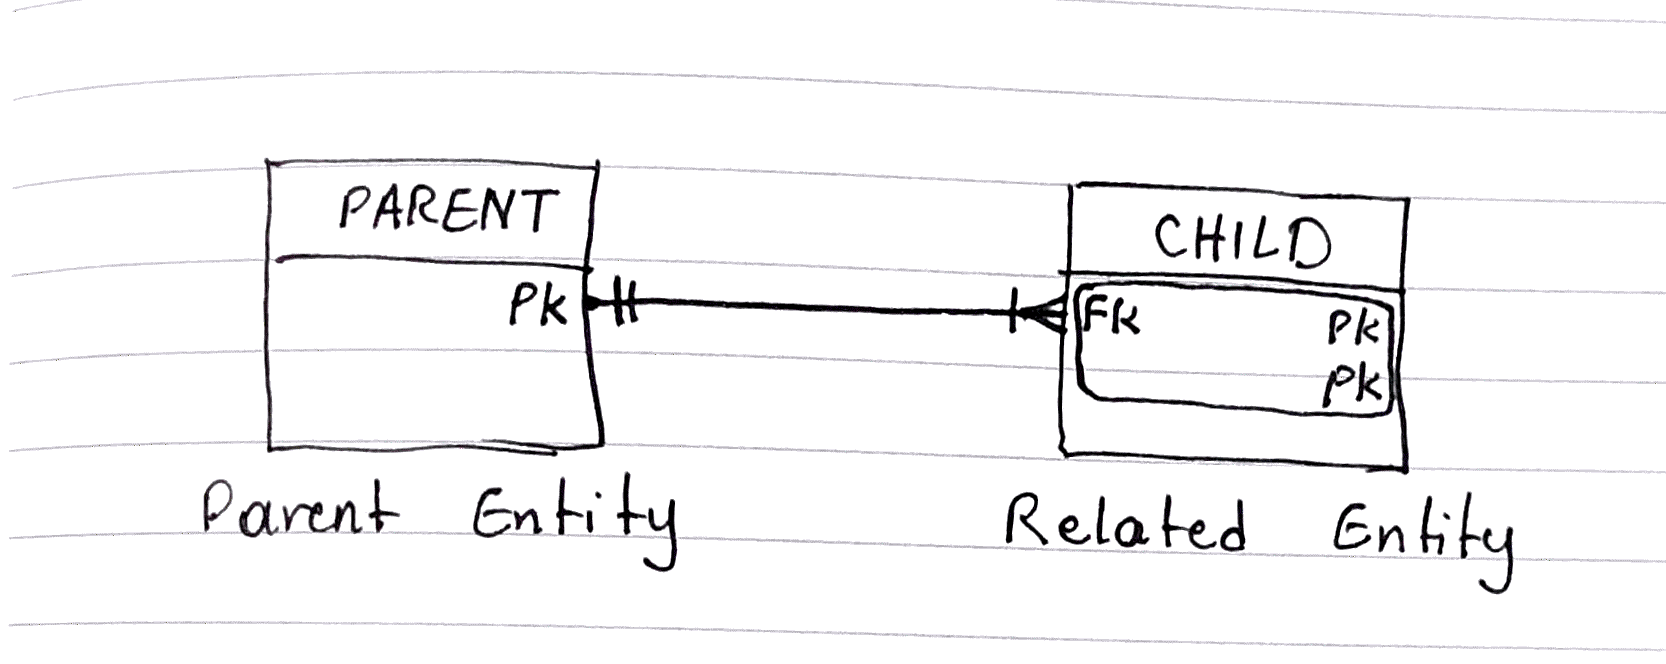 PARENT
CHILD
Pk
Fk Pk
Pk
Parent Entity
Related Entity